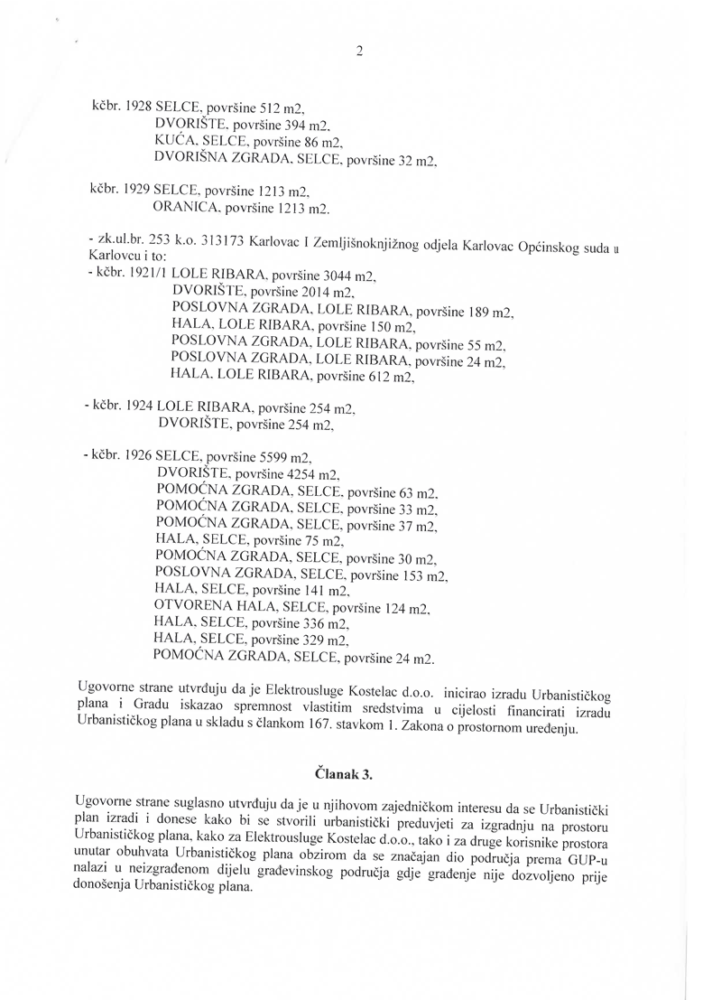 2
kčbr. 1928 SELCE, površine 512 m2,
DVORIŠTE, površine 394 m2,
KUĆA, SELCE, površine 86 m2,
DVORIŠNA ZGRADA, SELCE, površine 32 m2,
kčbr. 1929 SELCE, površine 1213 m2,
ORANICA, površine 1213 m2.
- zk.ul.br. 253 k.o. 313173 Karlovac I Zemljišnoknjižnog odjela Karlovac Općinskog suda u
Karlovcu i to:
- kčbr. 1921/1 LOLE RIBARA, površine 3044 m2,
DVORIŠTE, površine 2014 m2,
POSLOVNA ZGRADA, LOLE RIBARA, površine 189 m2,
HALA, LOLE RIBARA, površine 150 m2,
POSLOVNA ZGRADA, LOLE RIBARA, površine 55 m2,
POSLOVNA ZGRADA, LOLE RIBARA, površine 24 m2,
HALA, LOLE RIBARA, površine 612 m2,
- kčbr. 1924 LOLE RIBARA, površine 254 m2,
DVORIŠTE, površine 254 m2,
- kčbr. 1926 SELCE, površine 5599 m2,
DVORIŠTE, površine 4254 m2,
POMOĆNA ZGRADA, SELCE, površine 63 m2,
POMOĆNA ZGRADA, SELCE, površine 33 m2,
POMOĆNA ZGRADA, SELCE, površine 37 m2,
HALA, SELCE, površine 75 m2,
POMOĆNA ZGRADA, SELCE, površine 30 m2,
POSLOVNA ZGRADA, SELCE, površine 153 m2,
HALA, SELCE, površine 141 m2,
OTVORENA HALA, SELCE, površine 124 m2,
HALA, SELCE, površine 336 m2,
HALA, SELCE, površine 329 m2,
POMOĆNA ZGRADA, SELCE, površine 24 m2.
Ugovorne strane utvrđuju da je Elektrousluge Kostelac d.o.o. inicirao izradu Urbanističkog
plana i Gradu iskazao spremnost vlastitim sredstvima u cijelosti financirati izradu
Urbanističkog plana u skladu s člankom 167. stavkom 1. Zakona o prostornom uređenju.
Članak 3.
Ugovorne strane suglasno utvrđuju da je u njihovom zajedničkom interesu da se Urbanistički
plan izradi i donese kako bi se stvorili urbanistički preduvjeti za izgradnju na prostoru
Urbanističkog plana, kako za Elektrousluge Kostelac d.o.o., tako i za druge korisnike prostora
unutar obuhvata Urbanističkog plana obzirom da se značajan dio područja prema GUP-u
nalazi u neizgrađenom dijelu građevinskog područja gdje građenje nije dozvoljeno prije
donošenja Urbanističkog plana.